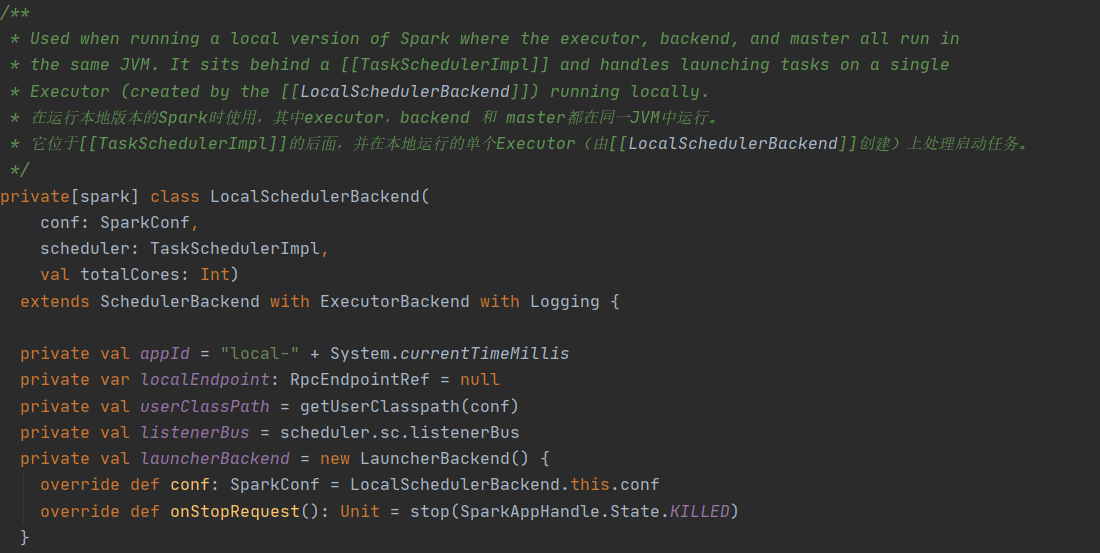 /**
 * Used when running a local version of Spark where the executor, backend, and master all run in
 * the same JVM. It sits behind a [[TaskSchedulerImpl]] and handles launching tasks on a single
 * Executor (created by the [[LocalSchedulerBackend]]) running locally.
 * 在运行本地版本的Spark时使用，其中executor，backend 和 master都在同一JVM中运行。
 * 它位于[[TaskSchedulerImpl]]的后面，并在本地运行的单个Executor（由[[LocalSchedulerBackend]]创建）上处理启动任务。
 */
private[spark] class LocalSchedulerBackend(
    conf: SparkConf,
    scheduler: TaskSchedulerImpl,
    val totalCores: Int)
  extends SchedulerBackend with ExecutorBackend with Logging {

  private val appId = "local-" + System.currentTimeMillis
  private var localEndpoint: RpcEndpointRef = null
  private val userClassPath = getUserClasspath(conf)
  private val listenerBus = scheduler.sc.listenerBus
  private val launcherBackend = new LauncherBackend() {
    override def conf: SparkConf = LocalSchedulerBackend.this.conf
    override def onStopRequest(): Unit = stop(SparkAppHandle.State.KILLED)
  }